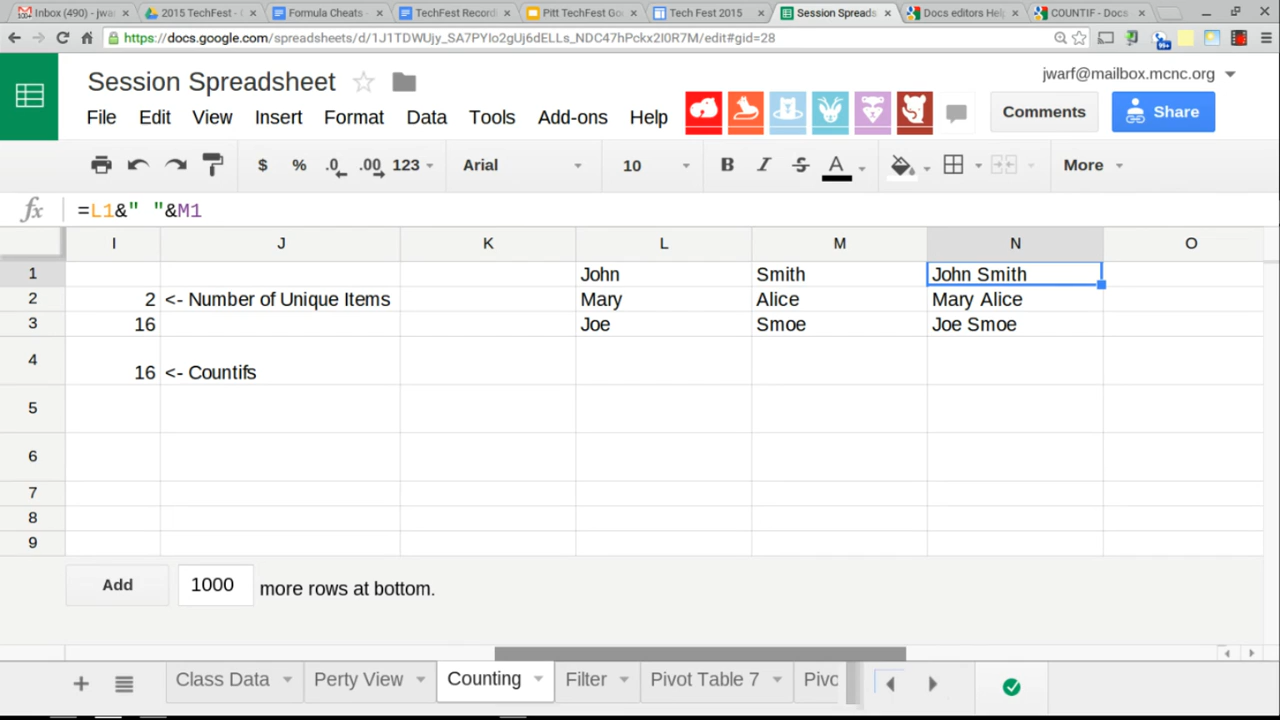 Inbox (490) - jwa
2015 TechFest -
Formula Cheats -
TechFest Record
Pitt TechFest Go
Tech Fest 2015
Session Spreads
Docs editors Hel
COUNTIF - Docs
https://docs.google.com/spreadsheets/d/1J1TDWUjy_SA7PYIo2gUj6dELLs_NDC47hPckx2I0R7M/edit#gid=28
99+
Session Spreadsheet
jwarf@mailbox.mcnc.org
File Edit View Insert Format Data Tools Add-ons Help
Comments
Share
$ % .0 .00 123 Arial 10 B I S A More
fx =L1&" "&M1
I J K L M N O
1 John Smith John Smith
2 2 <- Number of Unique Items Mary Alice Mary Alice
3 16 Joe Smoe Joe Smoe
4 16 <- Countifs
5
6
7
8
9
Add 1000 more rows at bottom.
+ Class Data Perty View Counting Filter Pivot Table 7 Pivo